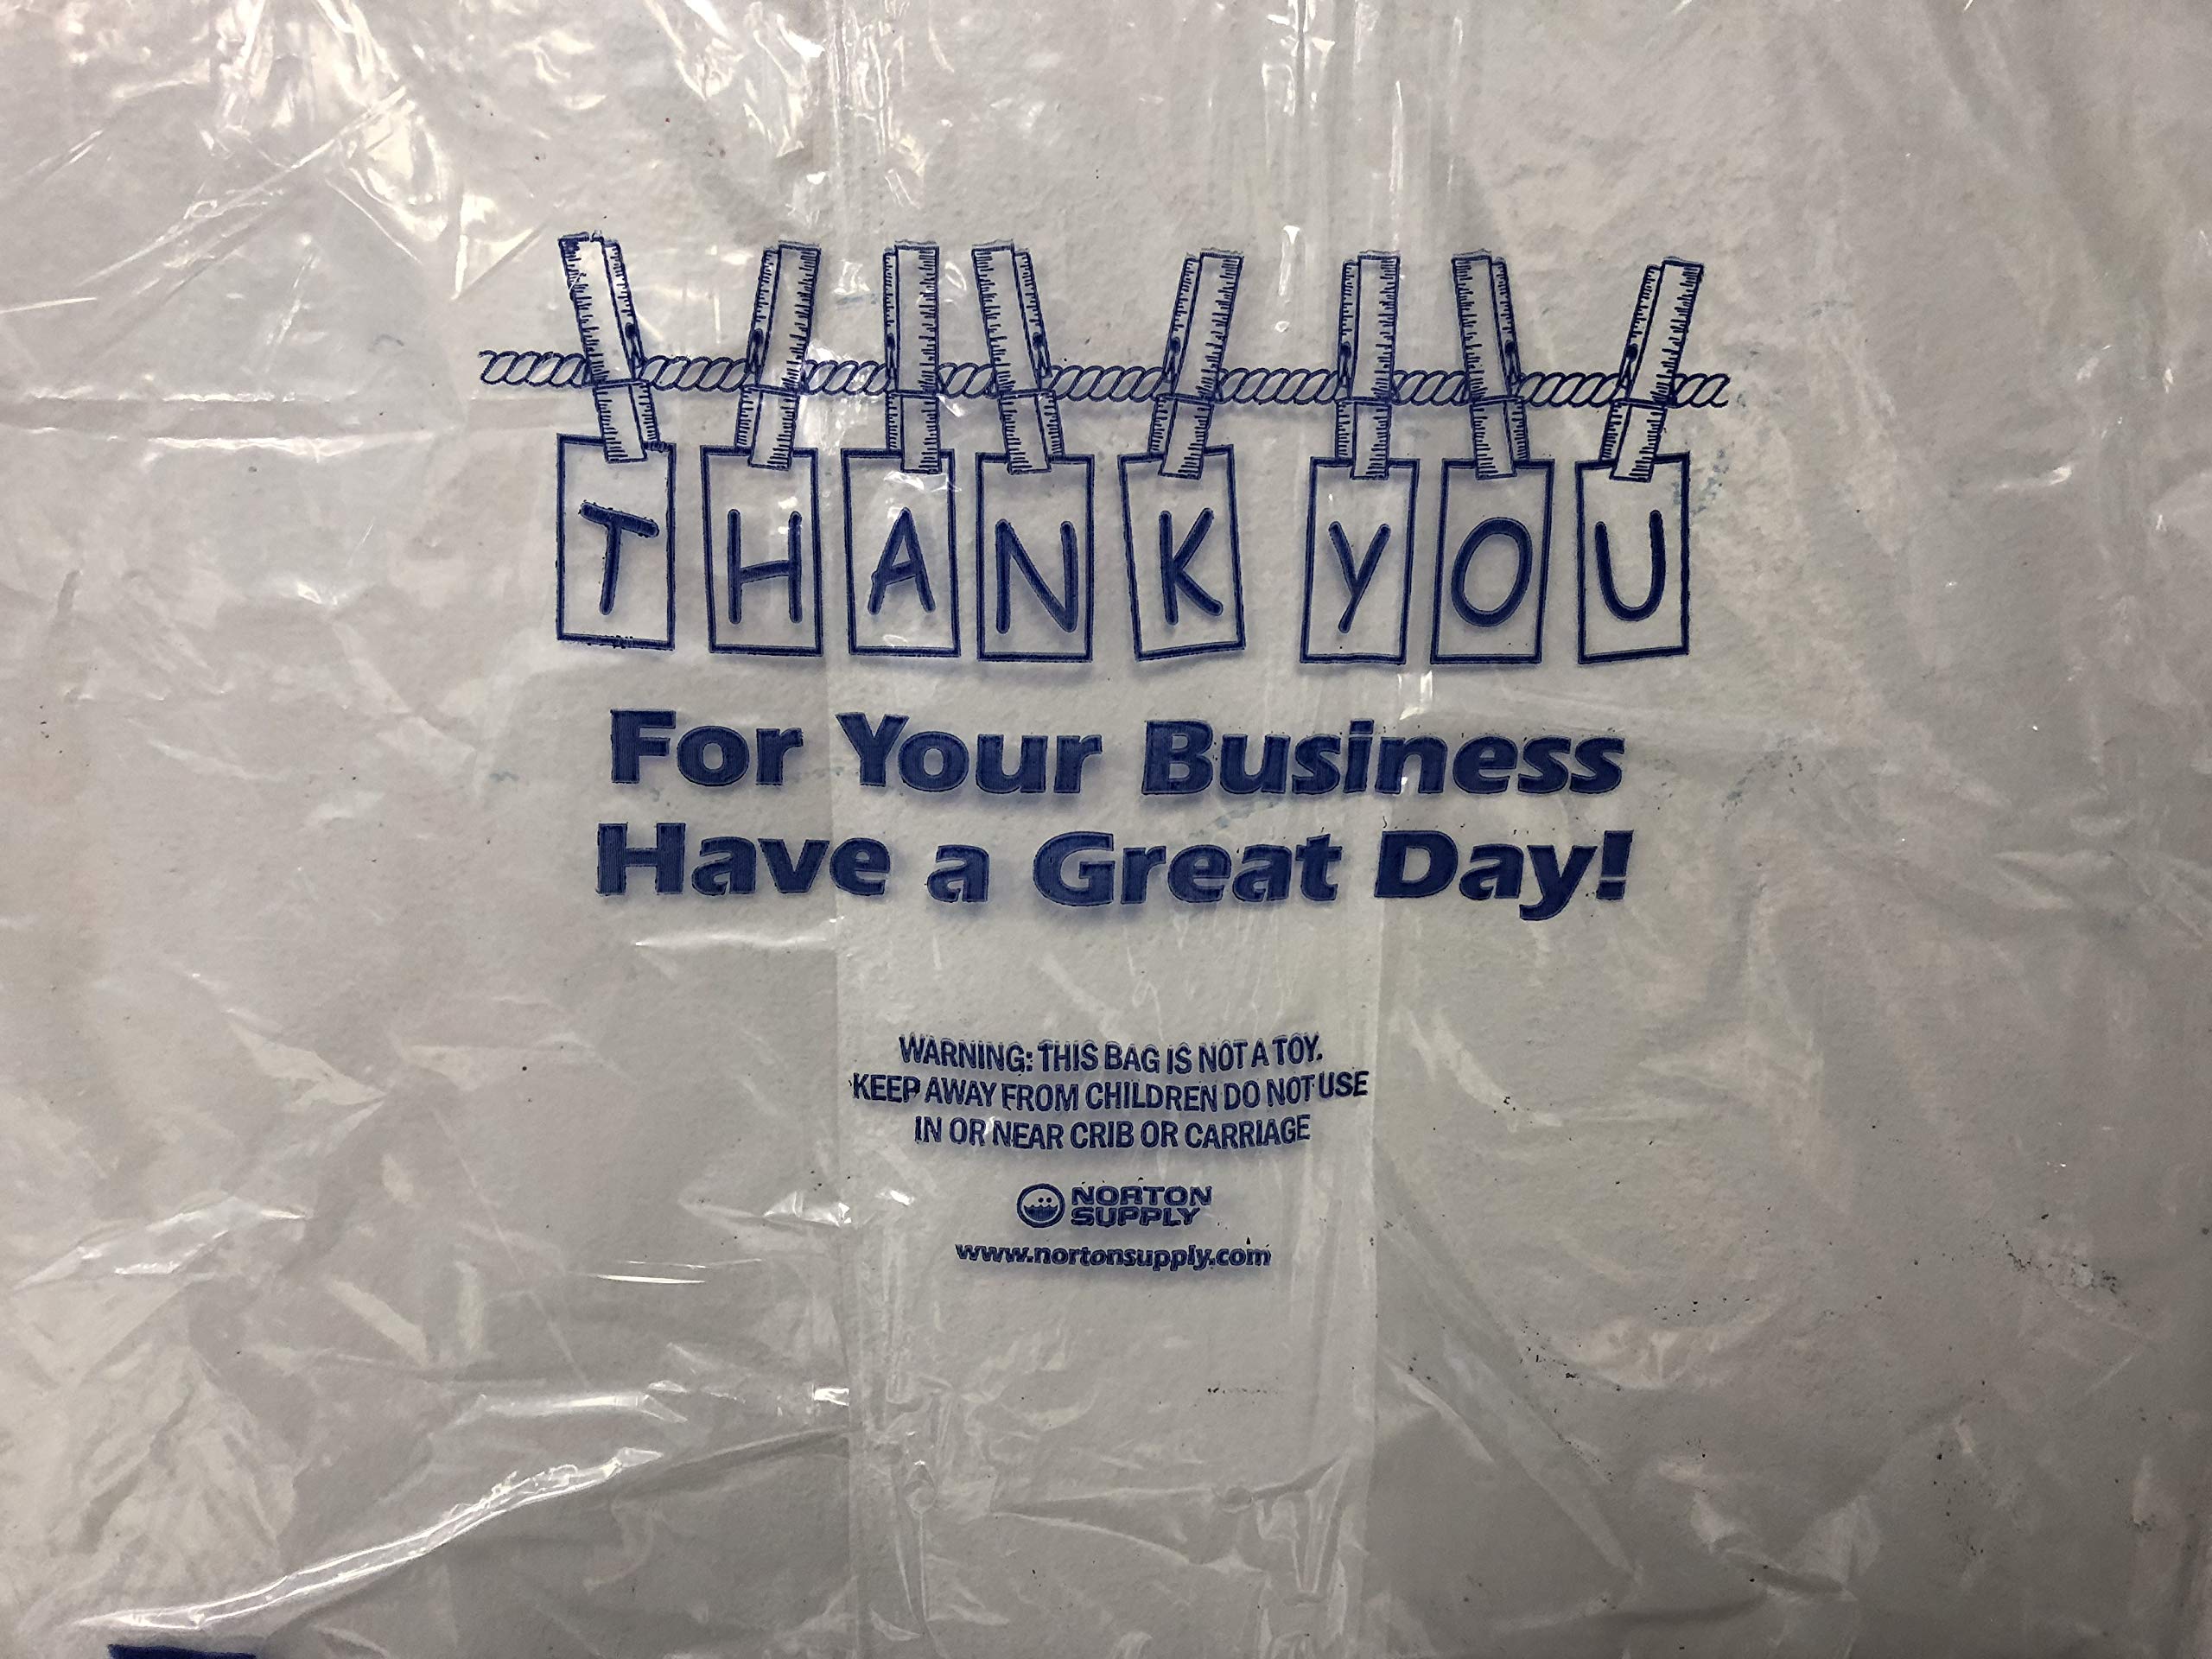 THANK YOU
For Your Business
Have a Great Day!
WARNING: THIS BAG IS NOT A TOY.
KEEP AWAY FROM CHILDREN DO NOT USE
IN OR NEAR CRIB OR CARRIAGE
NORTON
SUPPLY
www.nortonsupply.com